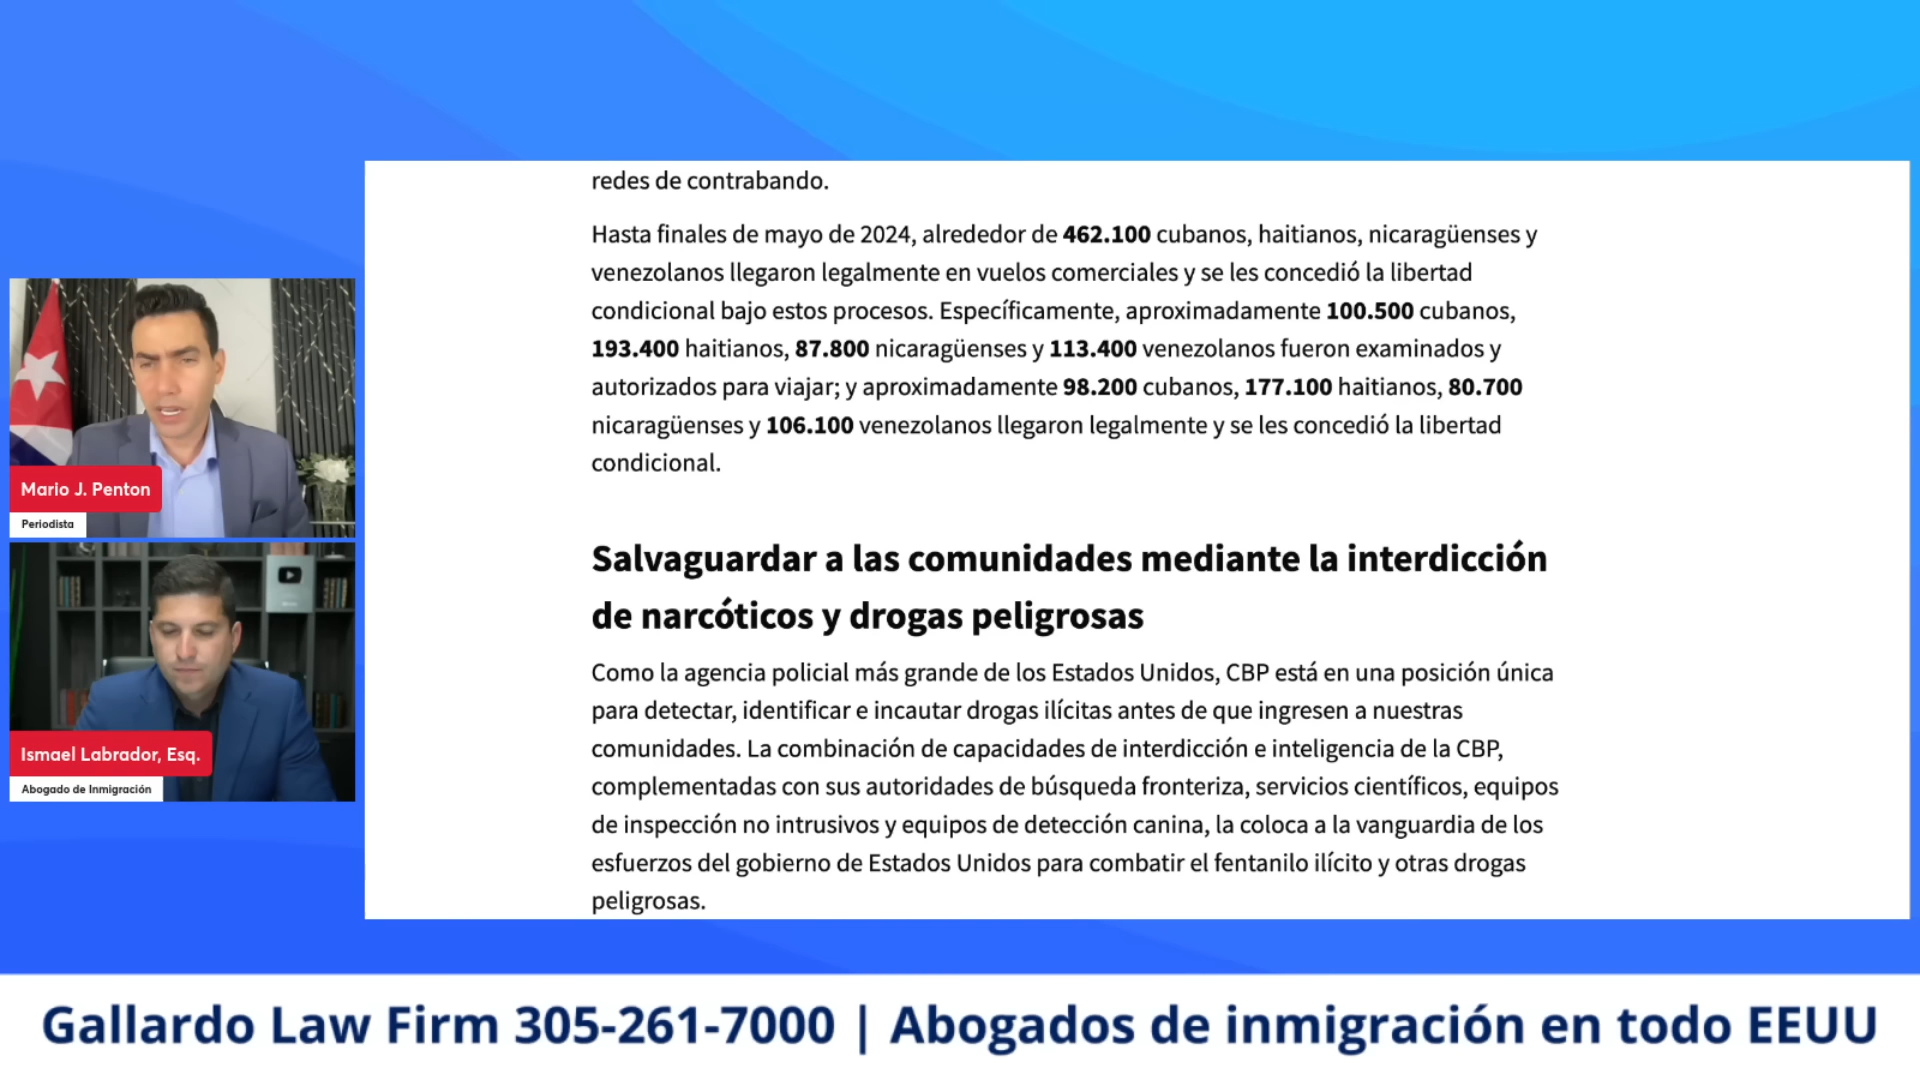 redes de contrabando.
Hasta finales de mayo de 2024, alrededor de 462.100 cubanos, haitianos, nicaragüenses y
venezolanos llegaron legalmente en vuelos comerciales y se les concedió la libertad
condicional bajo estos procesos. Específicamente, aproximadamente 100.500 cubanos,
193.400 haitianos, 87.800 nicaragüenses y 113.400 venezolanos fueron examinados y
autorizados para viajar; y aproximadamente 98.200 cubanos, 177.100 haitianos, 80.700
nicaragüenses y 106.100 venezolanos llegaron legalmente y se les concedió la libertad
condicional.
Salvaguardar a las comunidades mediante la interdicción
de narcóticos y drogas peligrosas
Como la agencia policial más grande de los Estados Unidos, CBP está en una posición única
para detectar, identificar e incautar drogas ilícitas antes de que ingresen a nuestras
comunidades. La combinación de capacidades de interdicción e inteligencia de la CBP,
complementadas con sus autoridades de búsqueda fronteriza, servicios científicos, equipos
de inspección no intrusivos y equipos de detección canina, la coloca a la vanguardia de los
esfuerzos del gobierno de Estados Unidos para combatir el fentanilo ilícito y otras drogas
peligrosas.
Mario J. Penton
Periodista
Ismael Labrador, Esq.
Abogado de Inmigración
Gallardo Law Firm 305-261-7000 | Abogados de inmigración en todo EEUU